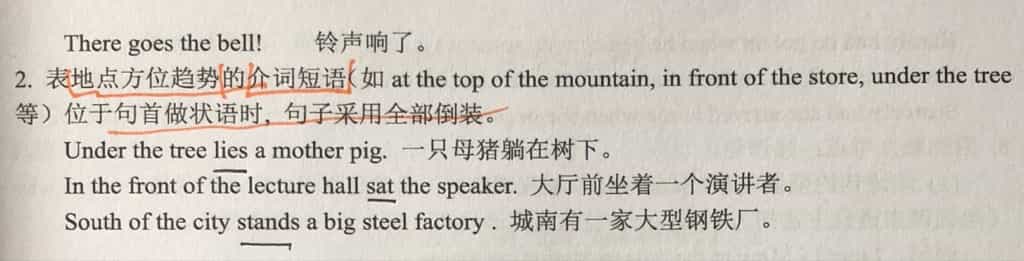 There goes the bell! 铃声响了。
2. 表地点方位趋势的介词短语（如 at the top of the mountain, in front of the store, under the tree
等）位于句首做状语时，句子采用全部倒装。
Under the tree lies a mother pig. 一只母猪躺在树下。
In the front of the lecture hall sat the speaker. 大厅前坐着一个演讲者。
South of the city stands a big steel factory . 城南有一家大型钢铁厂。